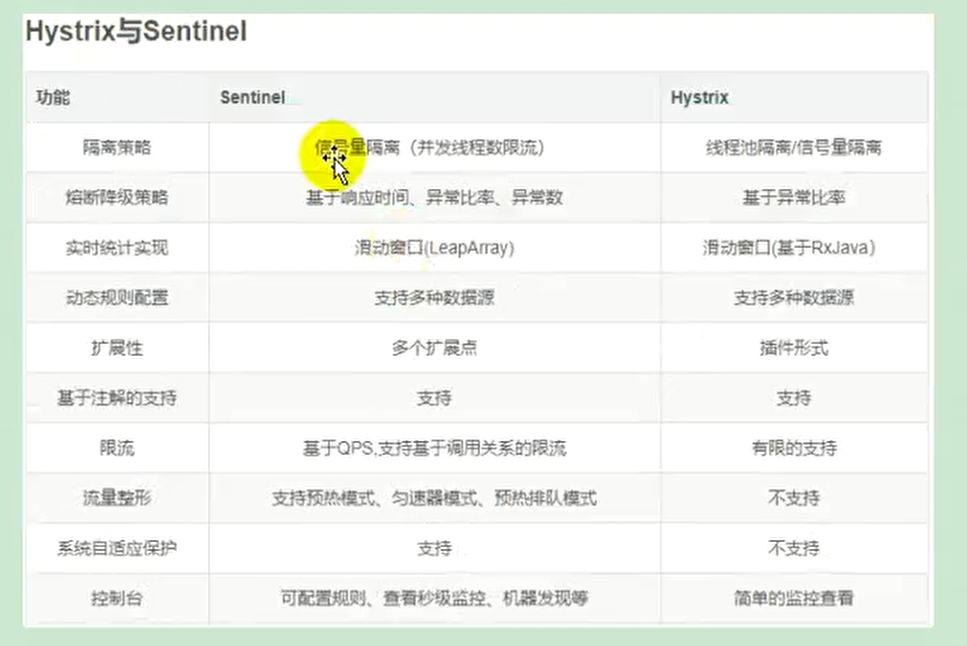 Hystrix与Sentinel
功能 Sentinel Hystrix
隔离策略 信号量隔离（并发线程数限流） 线程池隔离/信号量隔离
熔断降级策略 基于响应时间、异常比率、异常数 基于异常比率
实时统计实现 滑动窗口(LeapArray) 滑动窗口(基于RxJava)
动态规则配置 支持多种数据源 支持多种数据源
扩展性 多个扩展点 插件形式
基于注解的支持 支持 支持
限流 基于QPS,支持基于调用关系的限流 有限的支持
流量整形 支持预热模式、匀速器模式、预热排队模式 不支持
系统自适应保护 支持 不支持
控制台 可配置规则、查看秒级监控、机器发现等 简单的监控查看